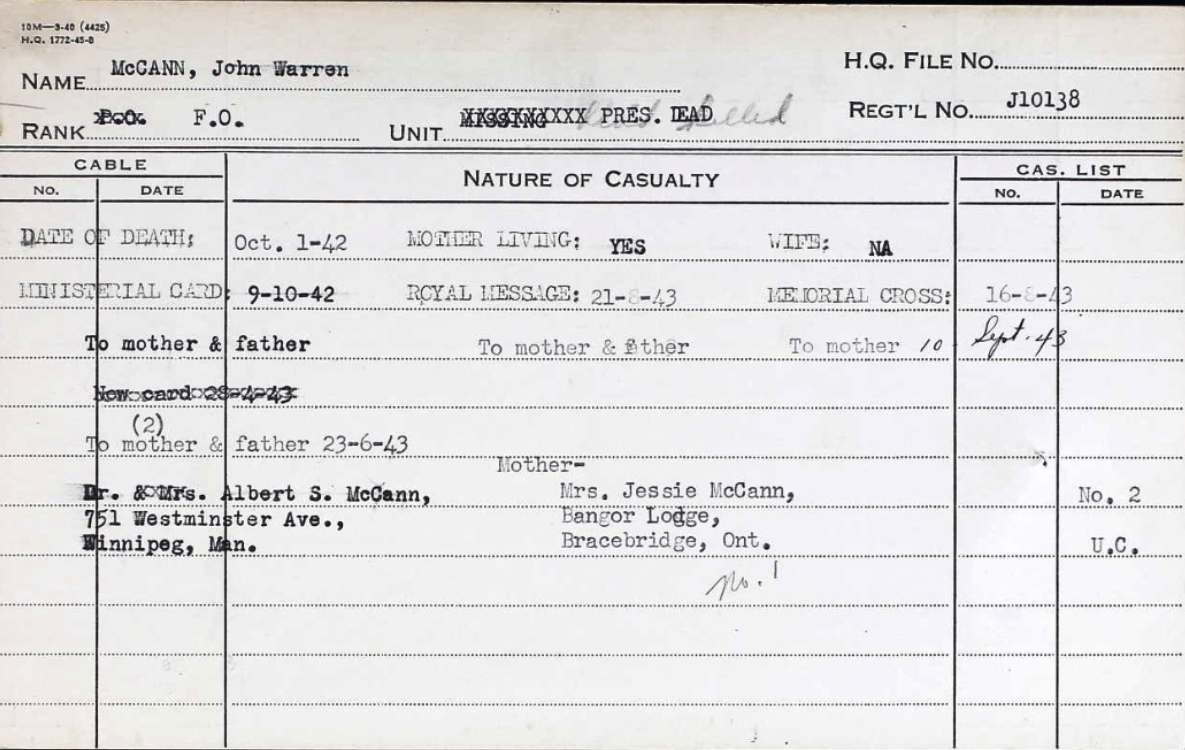 10M—3-40 (4425)
H.Q. 1772-45-8
NAME McCANN, John Warren
H.Q. FILE NO.
RANK P.O. F.O.
UNIT MISSING PRES. DEAD Killed
REGT'L NO. J10138
CABLE
NATURE OF CASUALTY
CAS. LIST
NO. DATE
NO. DATE
DATE OF DEATH: Oct. 1-42 MOTHER LIVING: YES WIFE: NA
MINISTERIAL CARD: 9-10-42 ROYAL MESSAGE: 21-8-43 MEMORIAL CROSS: 16-8-43
To mother & father To mother & father To mother 10 Sept. 43
New card 28-4-43
(2)
To mother & father 23-6-43
Mother-
Dr. & Mrs. Albert S. McCann, Mrs. Jessie McCann, No. 2
751 Westminster Ave., Bangor Lodge,
Winnipeg, Man. Bracebridge, Ont. U.C.
no. 1